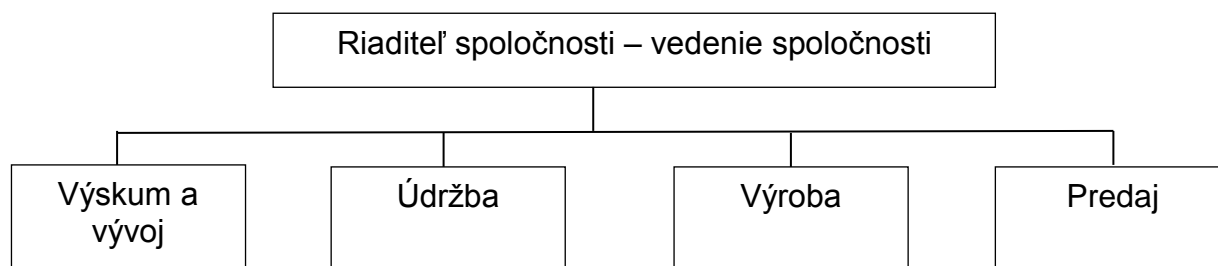 Riaditeľ spoločnosti – vedenie spoločnosti
Výskum a
vývoj
Údržba
Výroba
Predaj